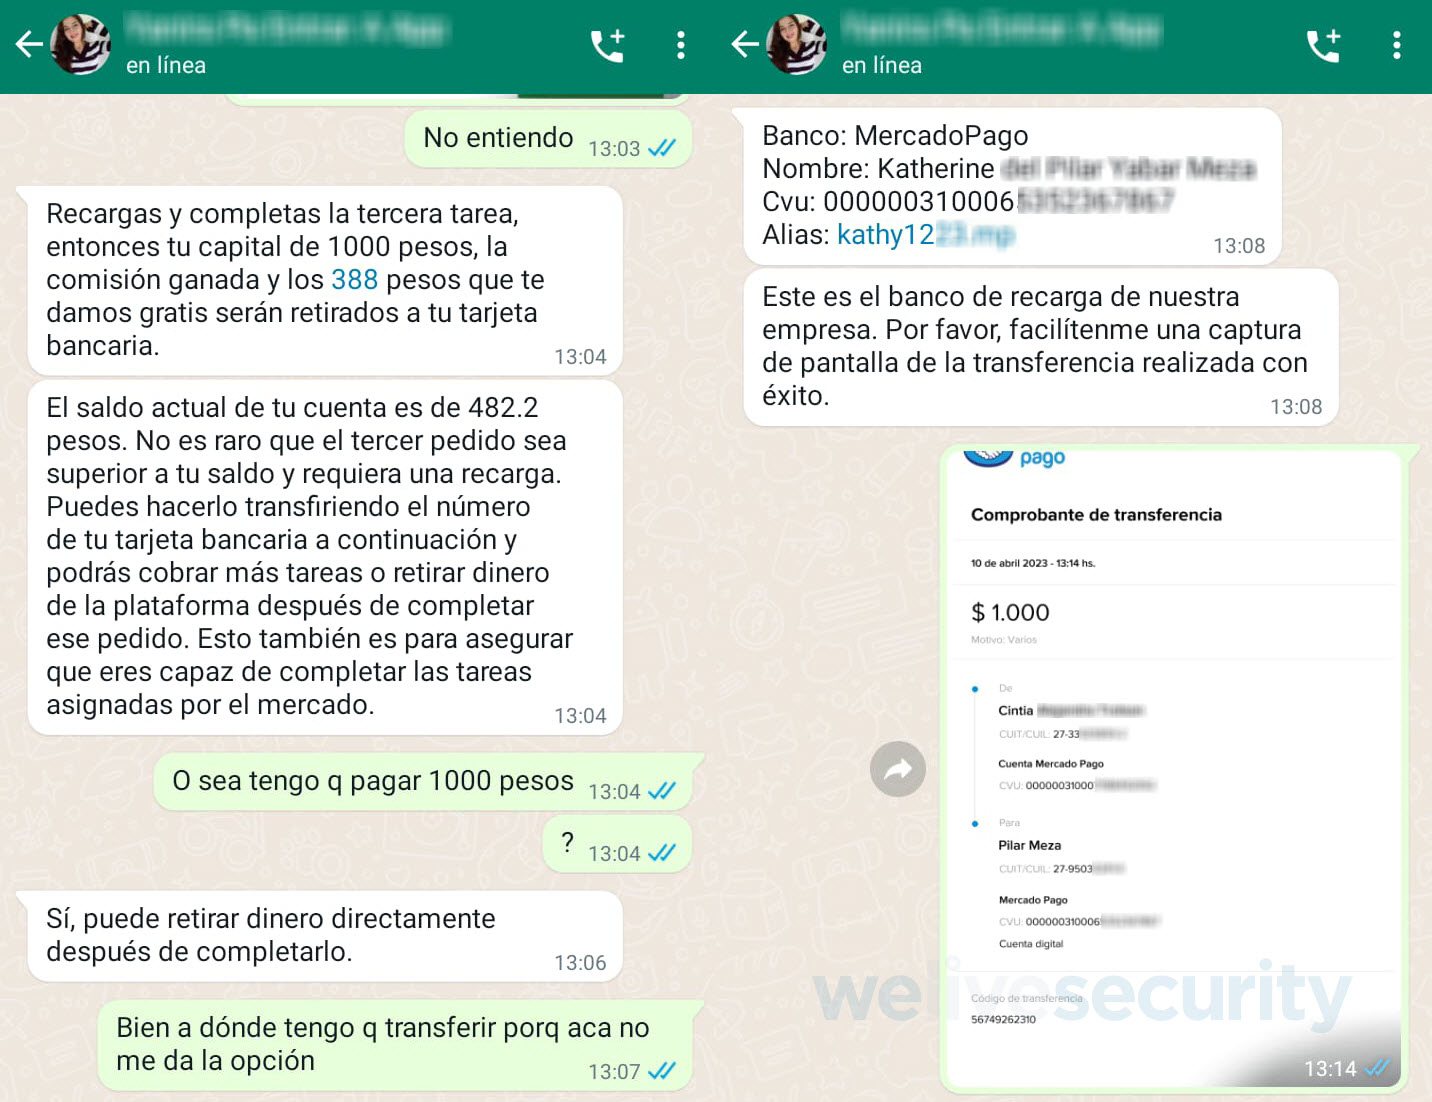 en línea
No entiendo 13:03
Recargas y completas la tercera tarea,
entonces tu capital de 1000 pesos, la
comisión ganada y los 388 pesos que te
damos gratis serán retirados a tu tarjeta
bancaria.
13:04
El saldo actual de tu cuenta es de 482.2
pesos. No es raro que el tercer pedido sea
superior a tu saldo y requiera una recarga.
Puedes hacerlo transfiriendo el número
de tu tarjeta bancaria a continuación y
podrás cobrar más tareas o retirar dinero
de la plataforma después de completar
ese pedido. Esto también es para asegurar
que eres capaz de completar las tareas
asignadas por el mercado.
13:04
O sea tengo q pagar 1000 pesos 13:04
? 13:04
Sí, puede retirar dinero directamente
después de completarlo.
13:06
Bien a dónde tengo q transferir porq aca no
me da la opción
13:07
en línea
Banco: MercadoPago
Nombre: Katherine
Cvu: 0000003100065
Alias: kathy12
13:08
Este es el banco de recarga de nuestra
empresa. Por favor, facilítenme una captura
de pantalla de la transferencia realizada con
éxito.
13:08
pago
Comprobante de transferencia
10 de abril 2023 - 13:14 hs.
$ 1.000
Motivo: Varios
De
Cintia
CUIT/CUIL: 27-33
Cuenta Mercado Pago
CVU: 00000031000
Para
Pilar Meza
CUIT/CUIL: 27-9503
Mercado Pago
CVU: 000000310006
Cuenta digital
welivesecurity
Código de transferencia
56749262310
13:14